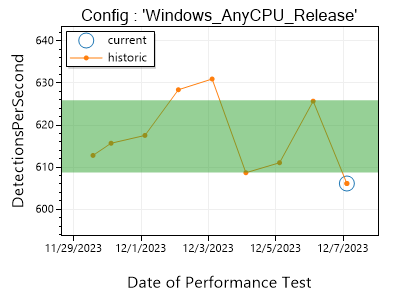 Config : 'Windows_AnyCPU_Release'
current
historic
DetectionsPerSecond
640
630
620
610
600
11/29/2023
12/1/2023
12/3/2023
12/5/2023
12/7/2023
Date of Performance Test